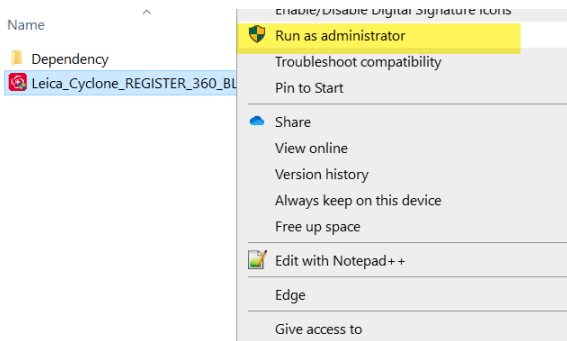 Name
Dependency
Leica_Cyclone_REGISTER_360_BL
Enable/Disable Digital Signature Icons
Run as administrator
Troubleshoot compatibility
Pin to Start
Share
View online
Version history
Always keep on this device
Free up space
Edit with Notepad++
Edge
Give access to